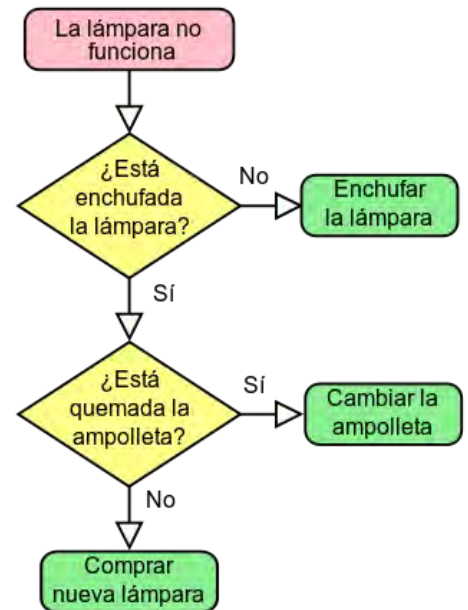 La lámpara no
funciona
¿Está
enchufada
la lámpara?
No
Enchufar
la lámpara
Sí
¿Está
quemada la
ampolleta?
Sí
Cambiar la
ampolleta
No
Comprar
nueva lámpara